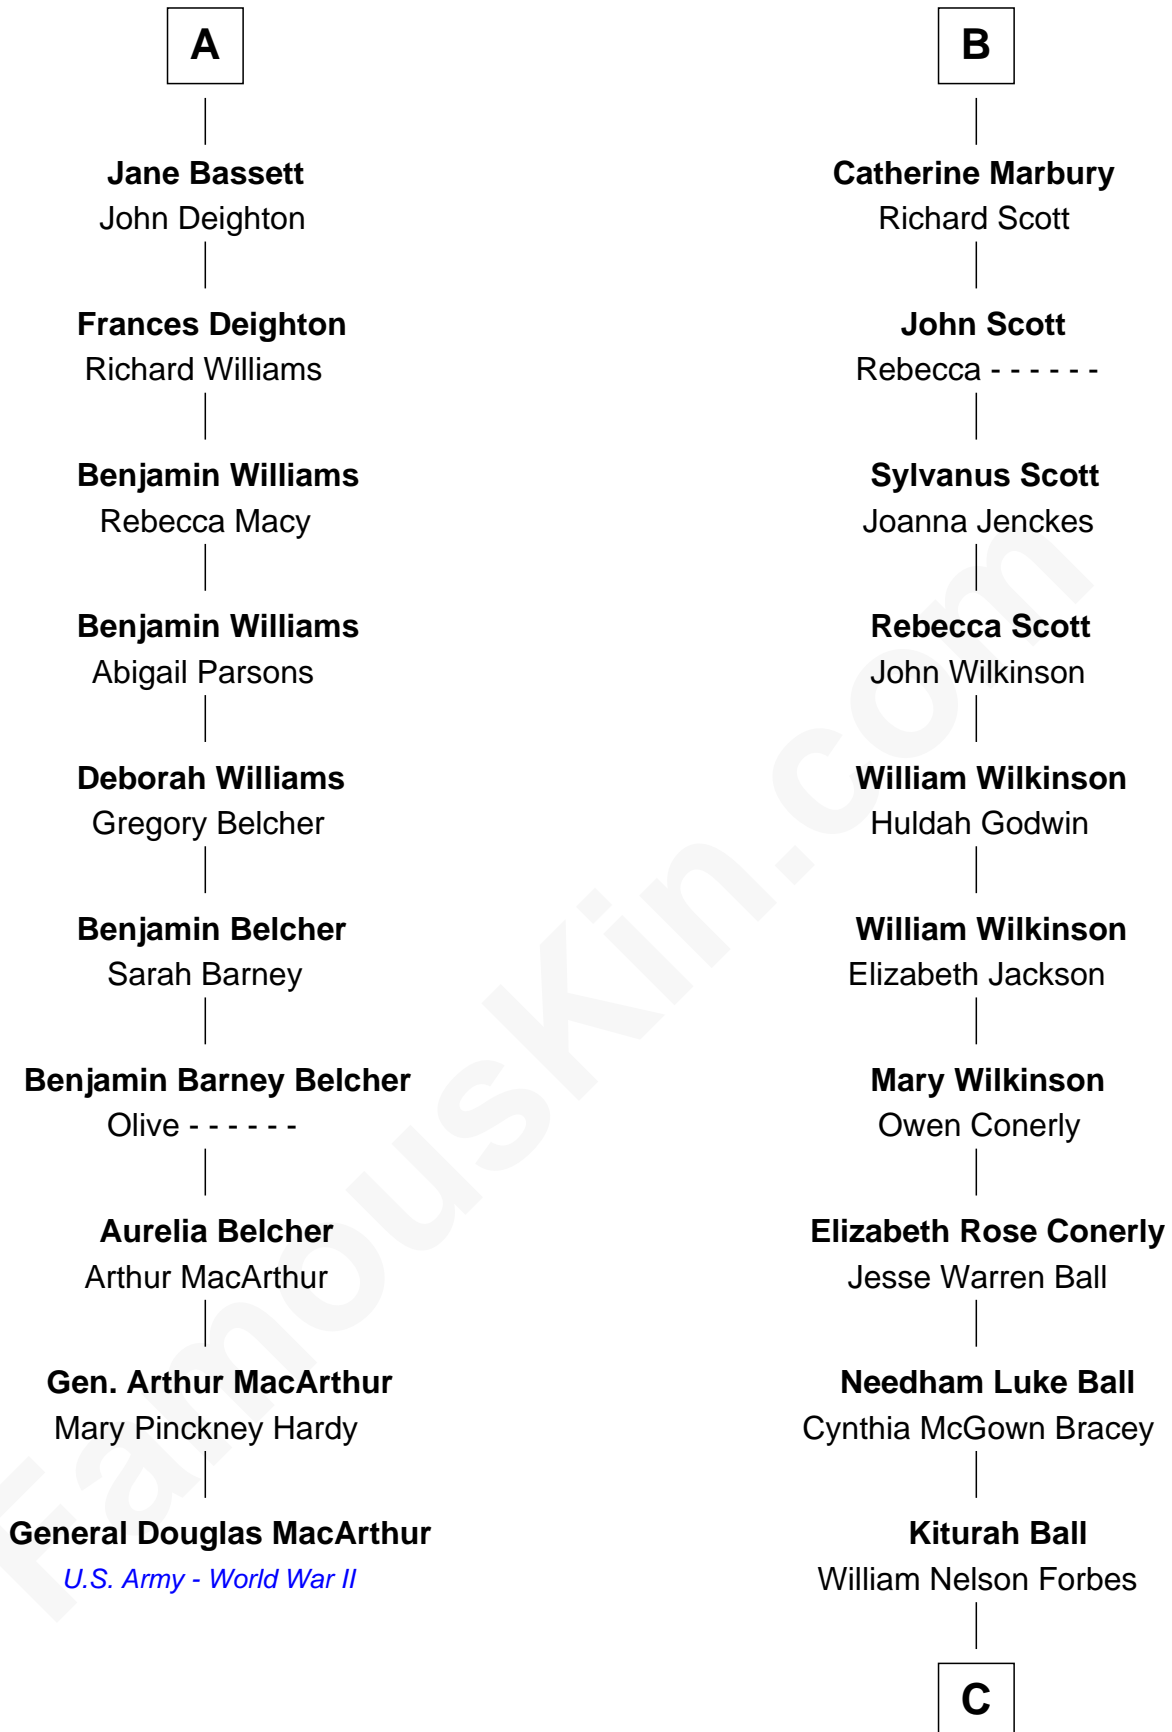 A
Jane Bassett
John Deighton
Frances Deighton
Richard Williams
Benjamin Williams
Rebecca Macy
Benjamin Williams
Abigail Parsons
Deborah Williams
Gregory Belcher
Benjamin Belcher
Sarah Barney
Benjamin Barney Belcher
Olive - - - - - -
Aurelia Belcher
Arthur MacArthur
Gen. Arthur MacArthur
Mary Pinckney Hardy
General Douglas MacArthur
U.S. Army - World War II
B
Catherine Marbury
Richard Scott
John Scott
Rebecca - - - - - -
Sylvanus Scott
Joanna Jenckes
Rebecca Scott
John Wilkinson
William Wilkinson
Huldah Godwin
William Wilkinson
Elizabeth Jackson
Mary Wilkinson
Owen Conerly
Elizabeth Rose Conerly
Jesse Warren Ball
Needham Luke Ball
Cynthia McGown Bracey
Kiturah Ball
William Nelson Forbes
C
FamousKin.com